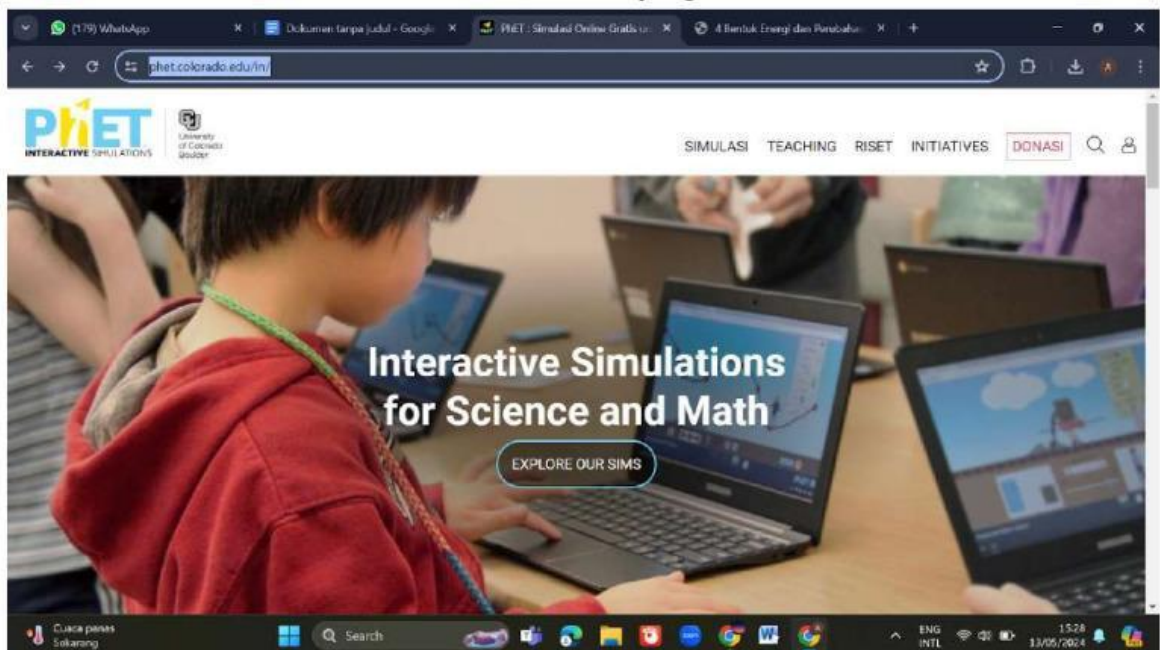 (179) WhatsApp
Dokumen tanpa judul - Google
PhET : Simulasi Online Gratis un
4 Bentuk Energi dan Perubahan
phet.colorado.edu/in/
PhET
INTERACTIVE SIMULATIONS
University
of Colorado
Boulder
SIMULASI TEACHING RISET INITIATIVES DONASI
Interactive Simulations
for Science and Math
EXPLORE OUR SIMS
Cuaca panas
Sekarang
Search
ENG
INTL
15:28
13/05/2024